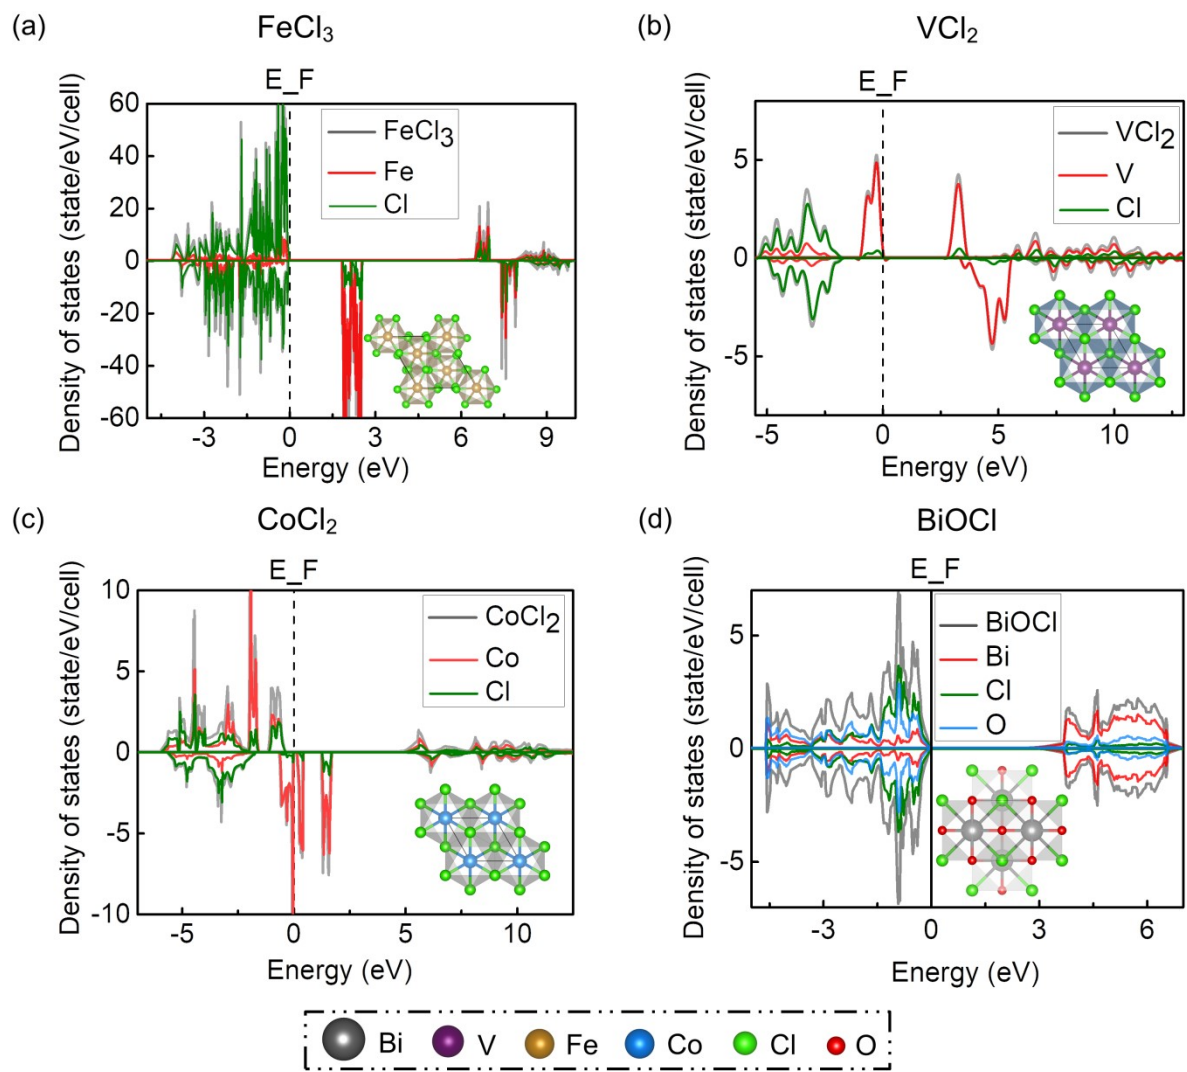 (a) FeCl₃
E_F
Density of states (state/eV/cell)
60
40
20
0
-20
-40
-60
FeCl₃
Fe
Cl
-3 0 3 6 9
Energy (eV)
(b) VCl₂
E_F
Density of states (state/eV/cell)
5
0
-5
VCl₂
V
Cl
-5 0 5 10
Energy (eV)
(c) CoCl₂
E_F
Density of states (state/eV/cell)
10
5
0
-5
-10
CoCl₂
Co
Cl
-5 0 5 10
Energy (eV)
(d) BiOCl
E_F
Density of states (state/eV/cell)
5
0
-5
BiOCl
Bi
Cl
O
-3 0 3 6
Energy (eV)
Bi V Fe Co Cl O